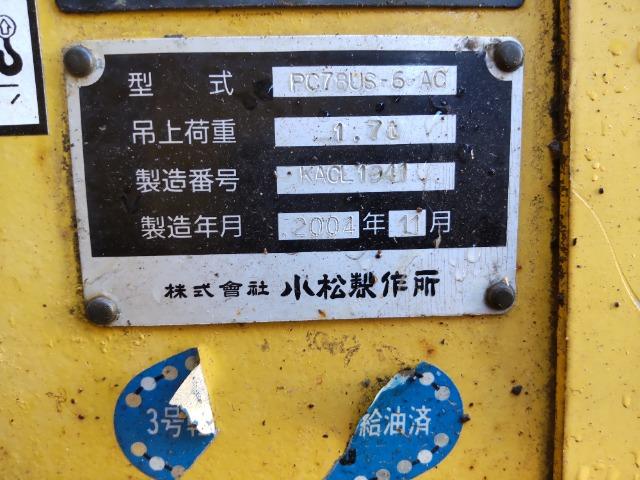 型 式 PC78US-6-AC
吊上荷重 1.7t
製造番号 KACL1941
製造年月 2004年11月
株式會社 小松製作所
3号
給油済